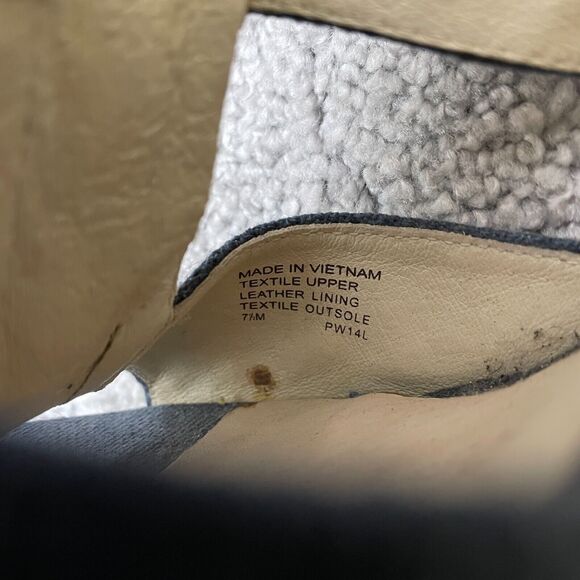 MADE IN VIETNAM
TEXTILE UPPER
LEATHER LINING
TEXTILE OUTSOLE
7½M PW14L